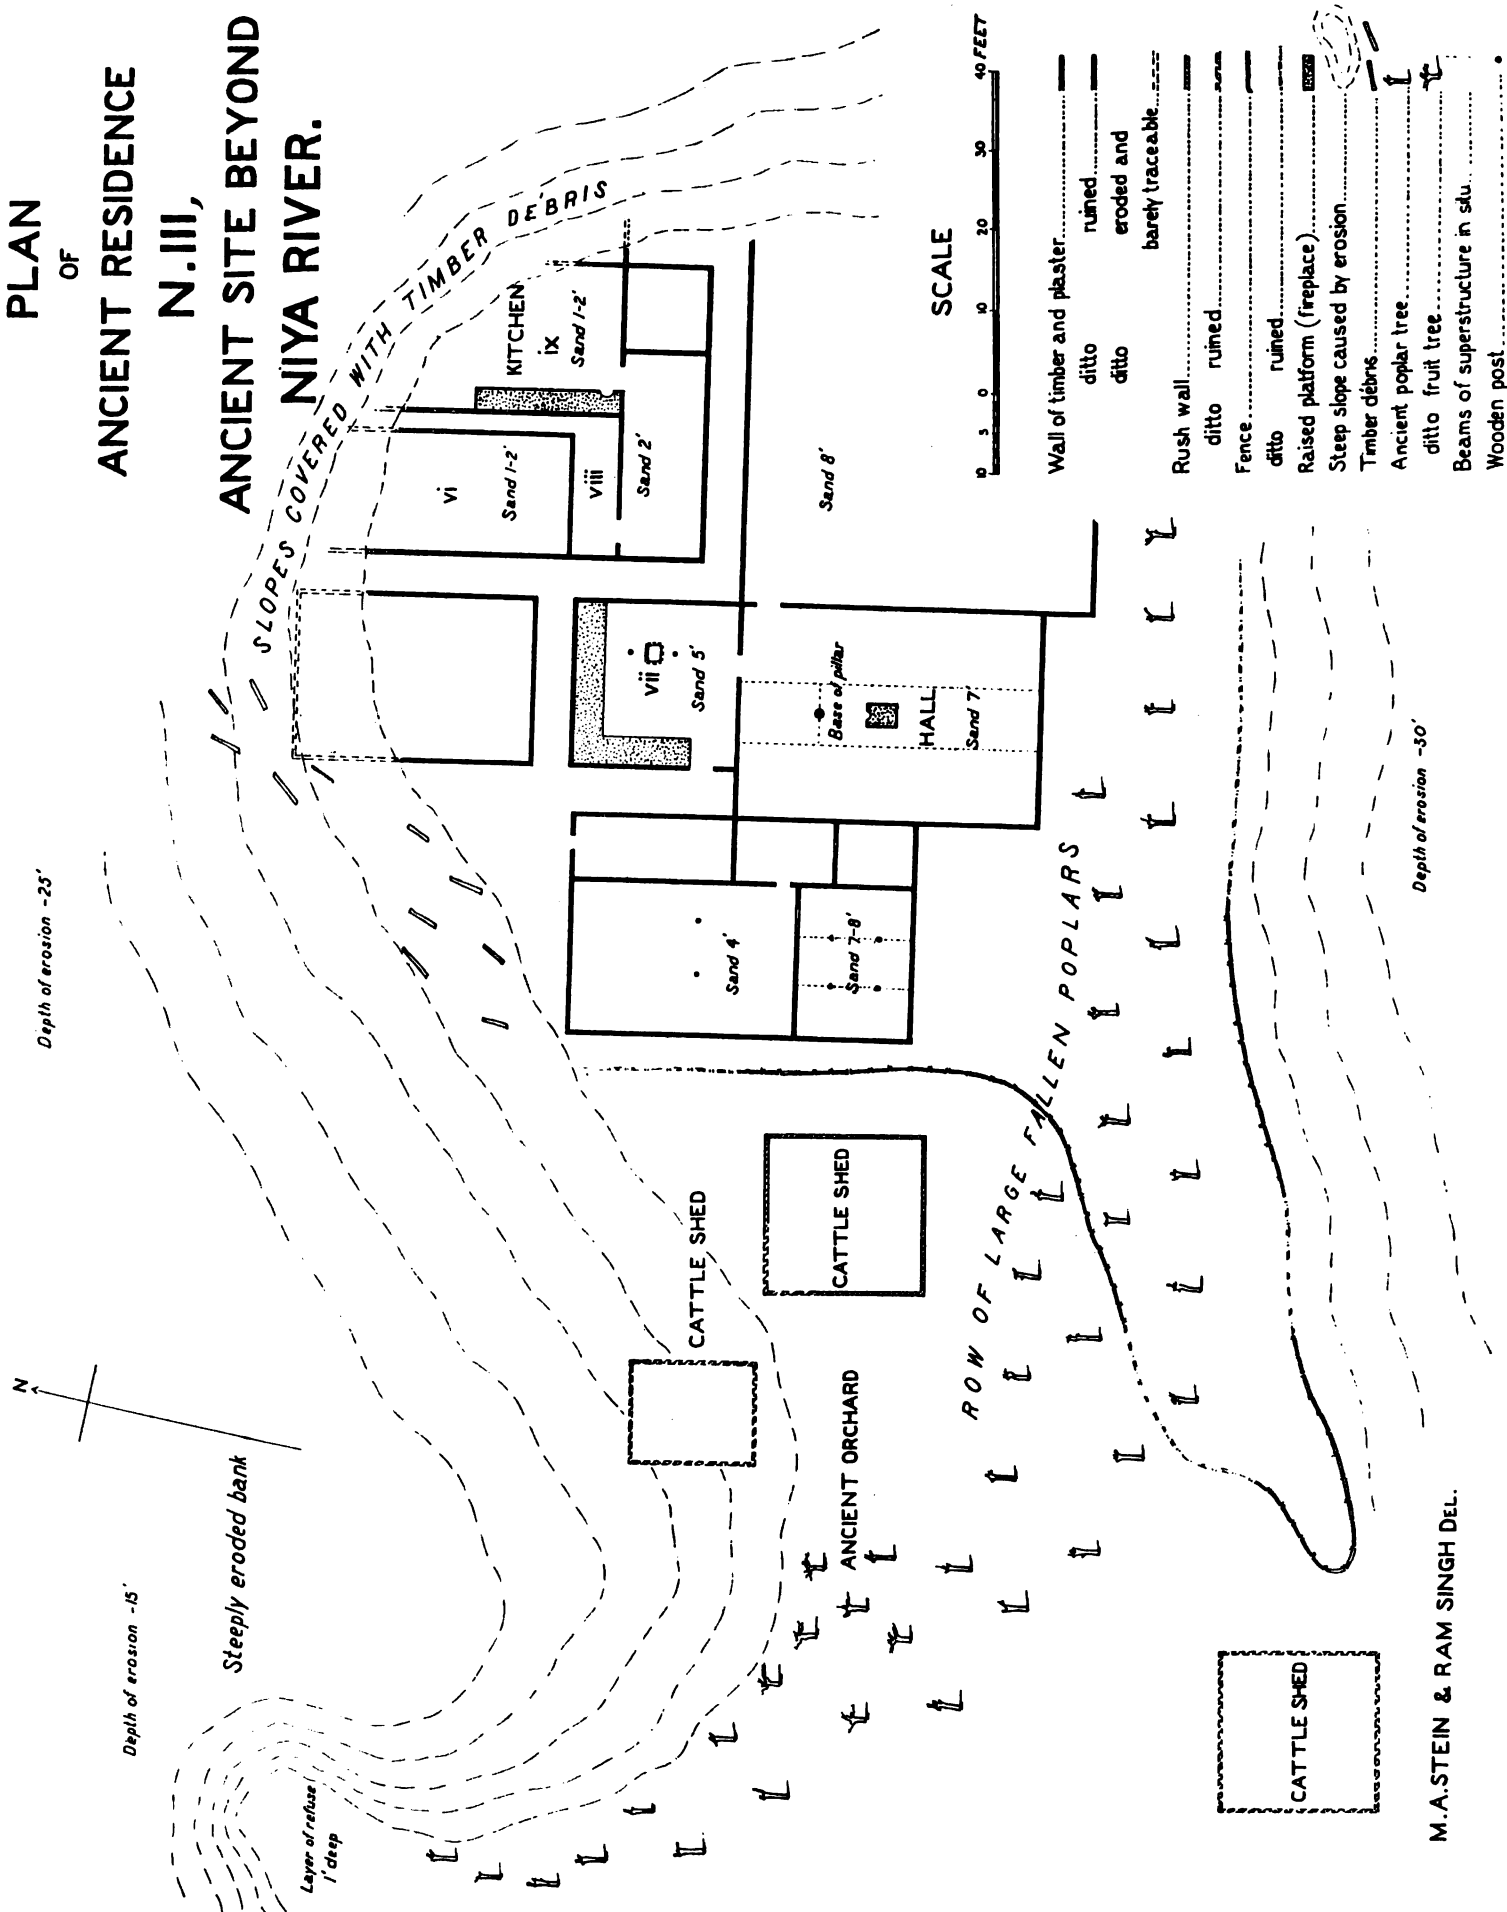 PLAN
OF
ANCIENT RESIDENCE
N.III,
ANCIENT SITE BEYOND
NIYA RIVER.
SLOPES COVERED WITH TIMBER DEBRIS
KITCHEN
ix
Sand 1-2'
vi
Sand 1-2'
viii
Sand 2'
Sand 8'
vii
Sand 5'
Base of pillar
HALL
Sand 7'
Sand 4'
Sand 7-8'
Depth of erosion -25'
Depth of erosion -15'
Depth of erosion -30'
N
Steeply eroded bank
Layer of refuse
1' deep
CATTLE SHED
CATTLE SHED
ANCIENT ORCHARD
ROW OF LARGE FALLEN POPLARS
CATTLE SHED
SCALE
10 5 0 10 20 30 40 FEET
Wall of timber and plaster
ditto ruined
ditto eroded and
barely traceable
Rush wall
ditto ruined
Fence
ditto ruined
Raised platform (fireplace)
Steep slope caused by erosion
Timber débris
Ancient poplar tree
ditto fruit tree
Beams of superstructure in situ
Wooden post
M.A.STEIN & RAM SINGH DEL.